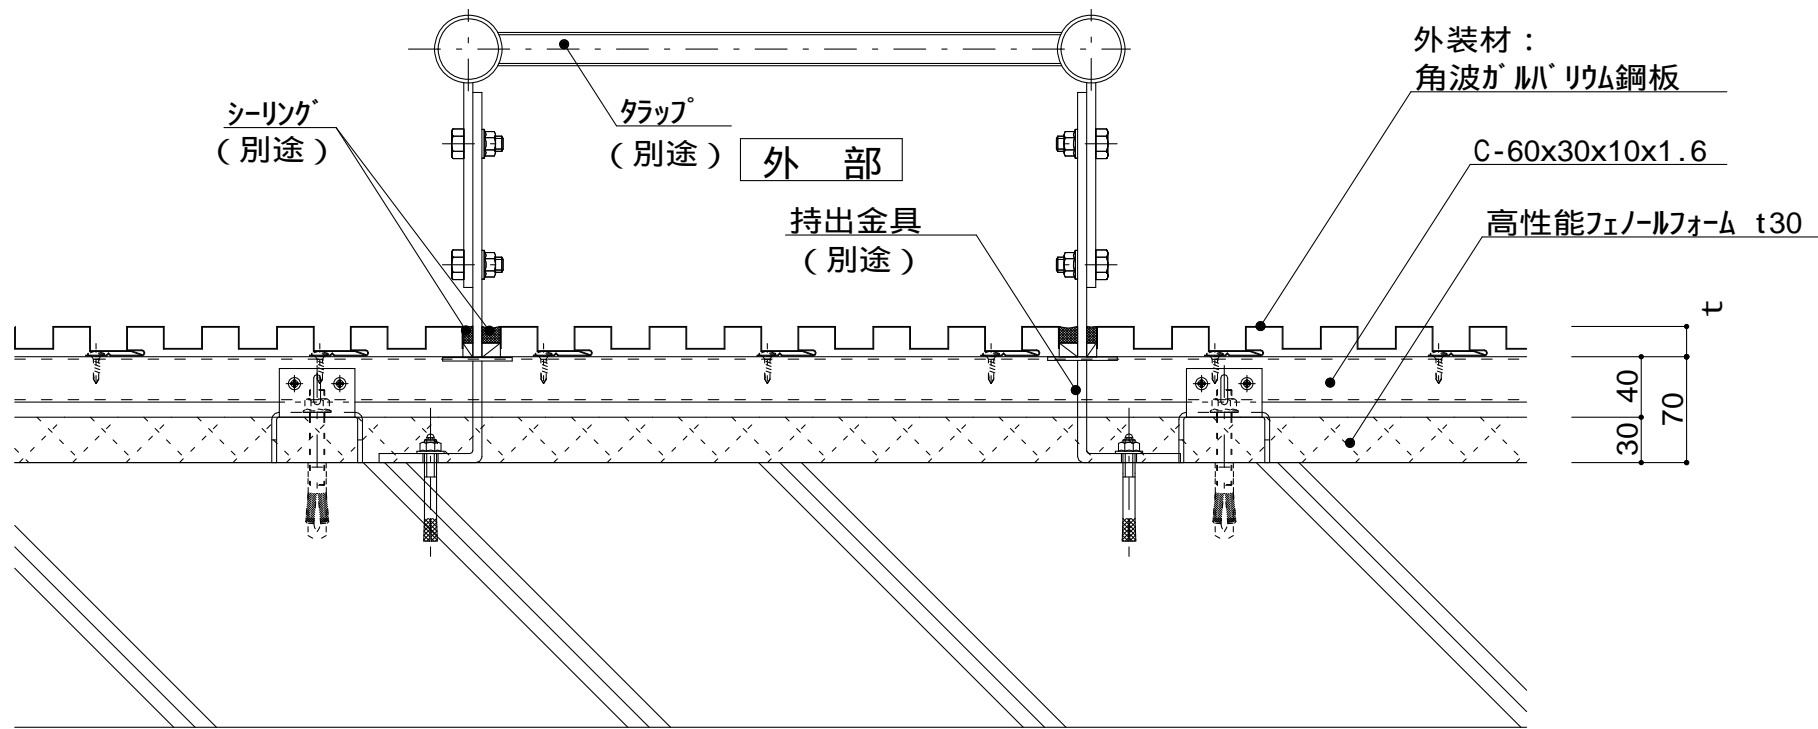 外装材：
角波ｶﾞﾙﾊﾞﾘｳﾑ鋼板
ｼｰﾘﾝｸﾞ
（別途）
ﾀﾗｯﾌﾟ
（別途）
外　部
C-60x30x10x1.6
持出金具
（別途）
高性能ﾌｪﾉｰﾙﾌｫｰﾑ t30
t
40
70
30